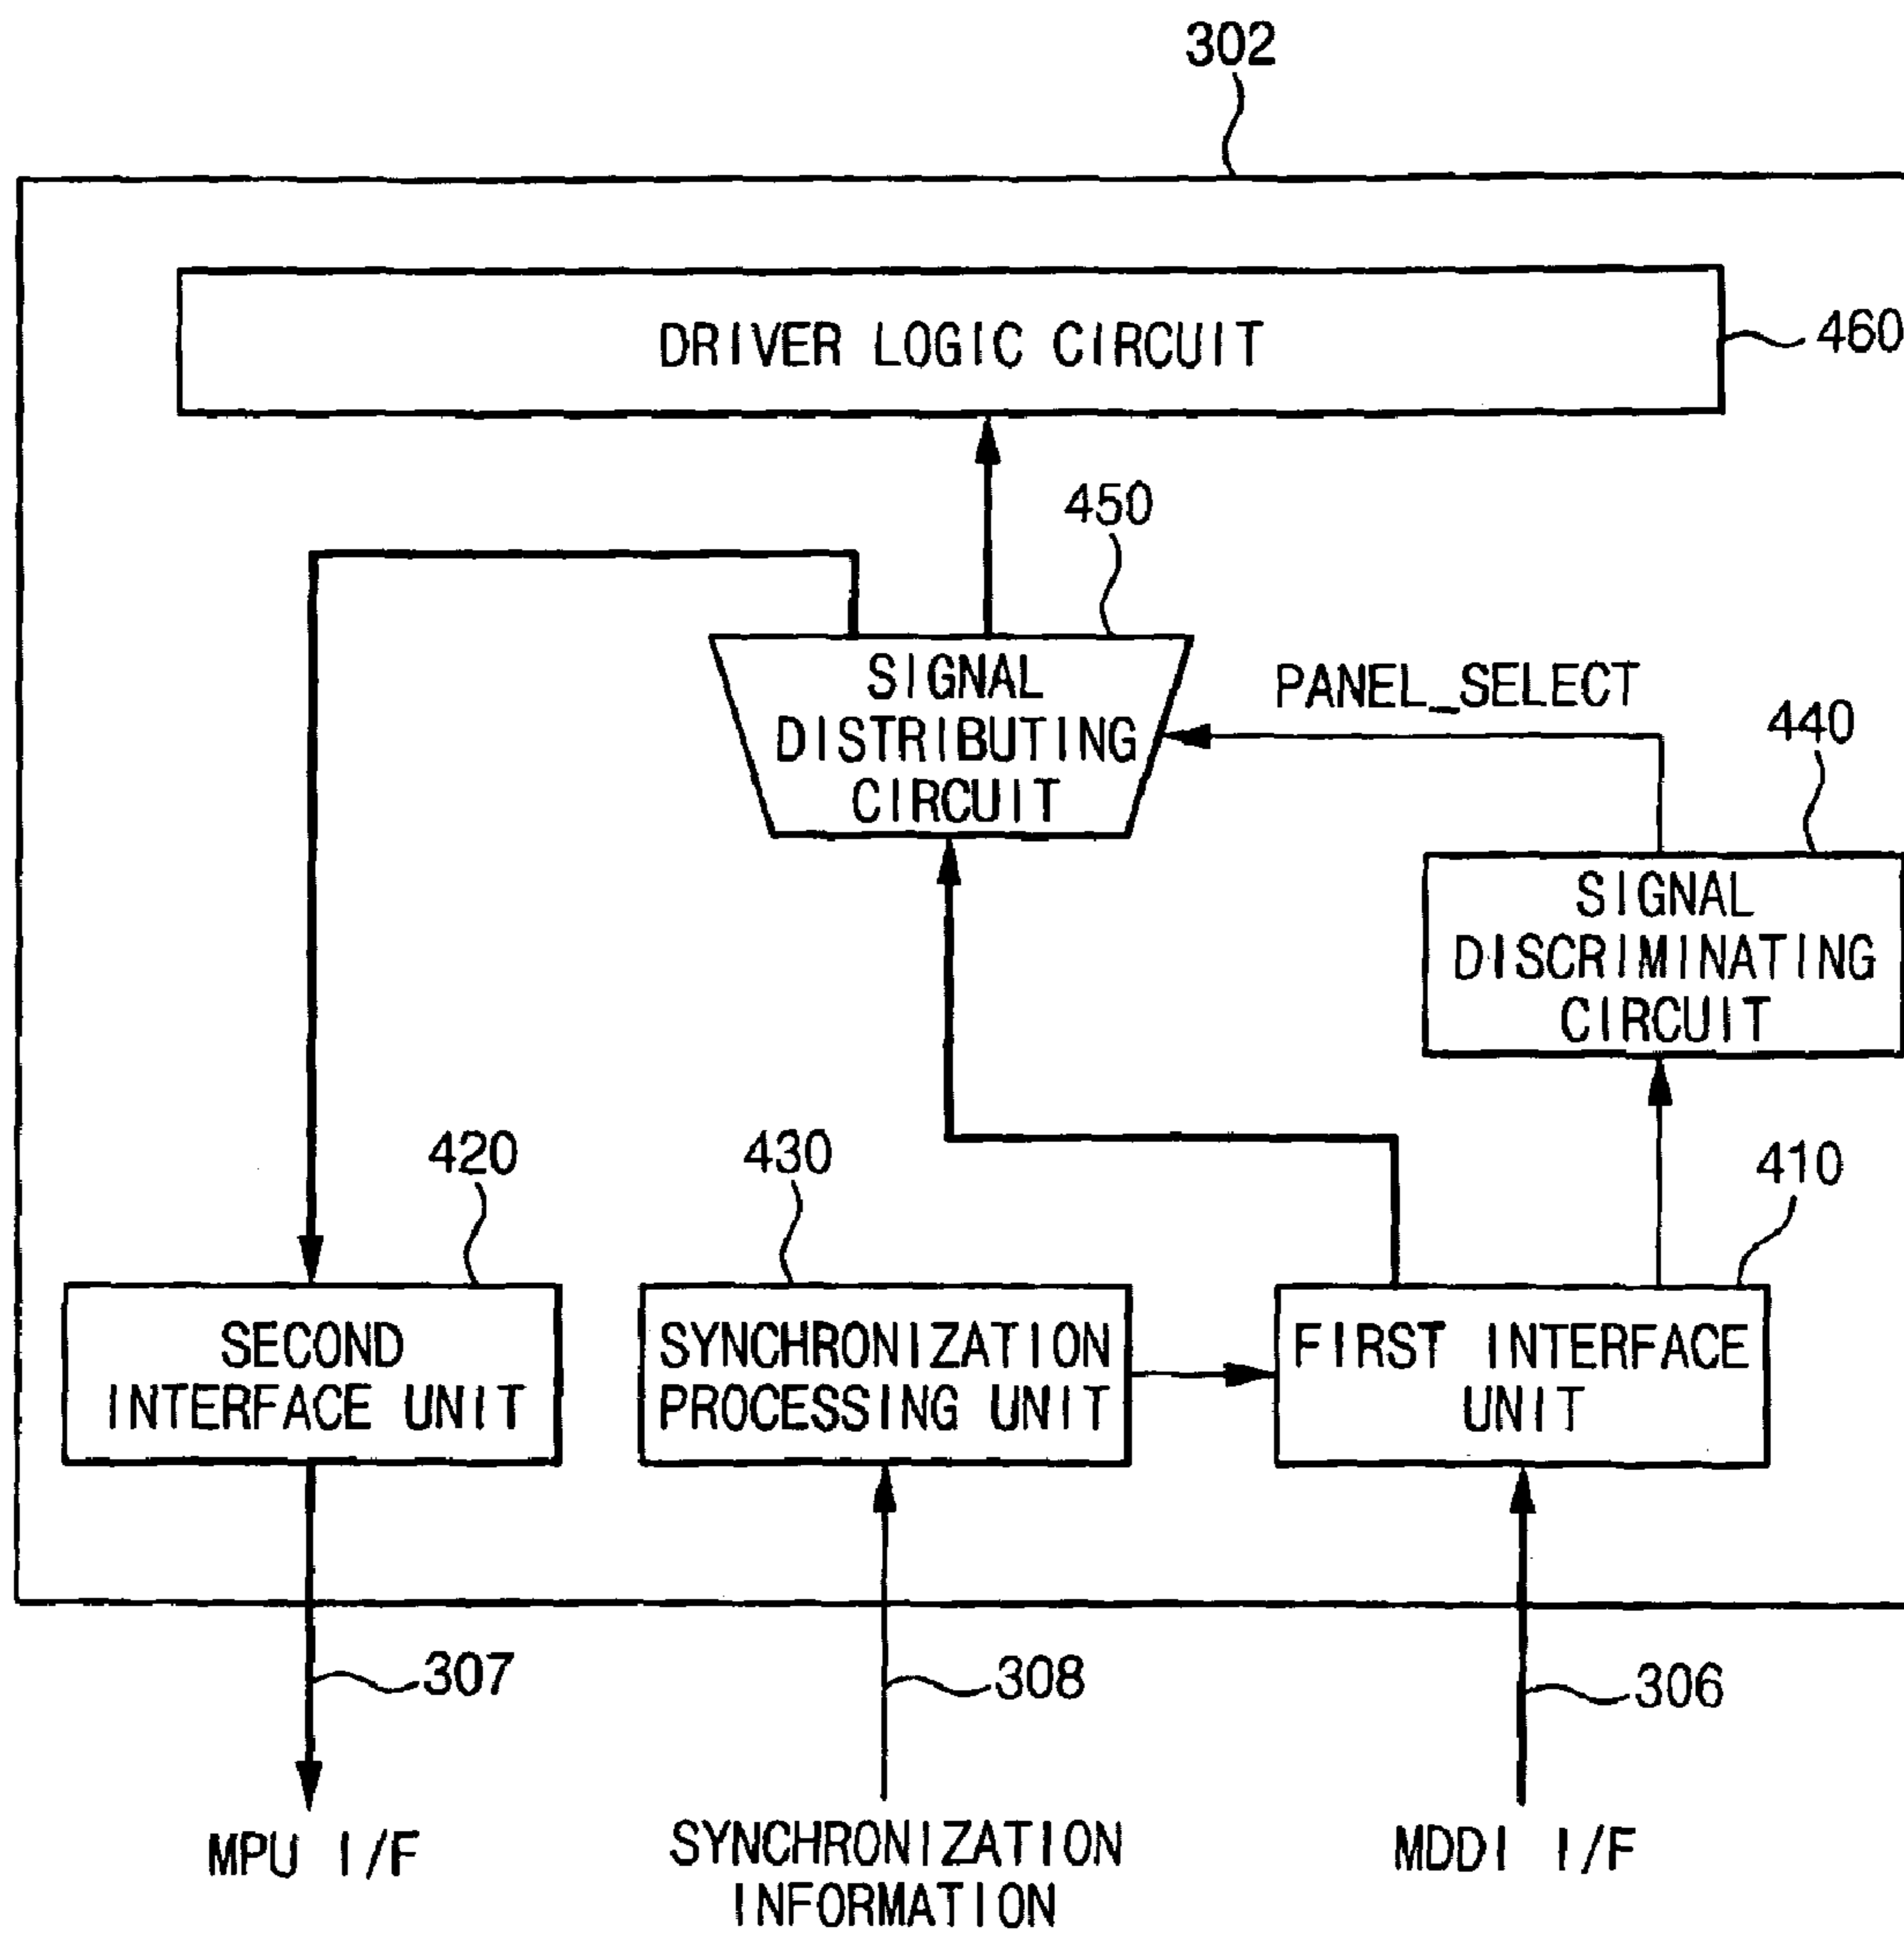 302
DRIVER LOGIC CIRCUIT
460
450
SIGNAL
DISTRIBUTING
CIRCUIT
PANEL_SELECT
440
SIGNAL
DISCRIMINATING
CIRCUIT
420
430
410
SECOND
INTERFACE UNIT
SYNCHRONIZATION
PROCESSING UNIT
FIRST INTERFACE
UNIT
307
308
306
MPU I/F
SYNCHRONIZATION
INFORMATION
MDDI I/F